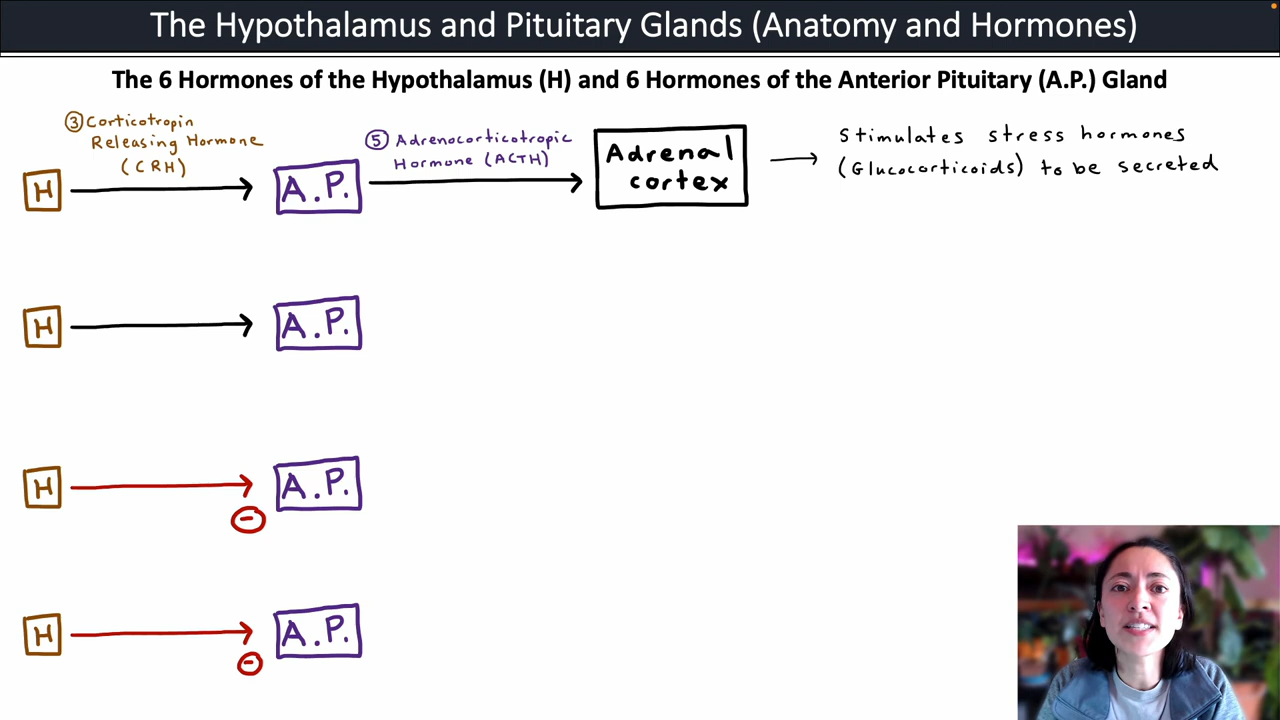 The Hypothalamus and Pituitary Glands (Anatomy and Hormones)
The 6 Hormones of the Hypothalamus (H) and 6 Hormones of the Anterior Pituitary (A.P.) Gland
③ Corticotropin
Releasing Hormone
(CRH)
H
A.P.
⑤ Adrenocorticotropic
Hormone (ACTH)
Adrenal
cortex
Stimulates stress hormones
(Glucocorticoids) to be secreted
H
A.P.
H
−
A.P.
H
−
A.P.